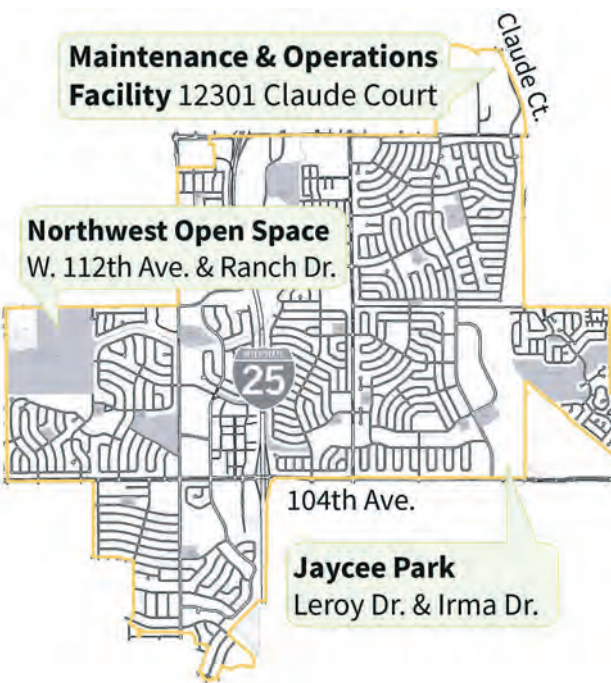 Claude Ct.
Maintenance & Operations
Facility 12301 Claude Court
Northwest Open Space
W. 112th Ave. & Ranch Dr.
INTERSTATE
25
104th Ave.
Jaycee Park
Leroy Dr. & Irma Dr.